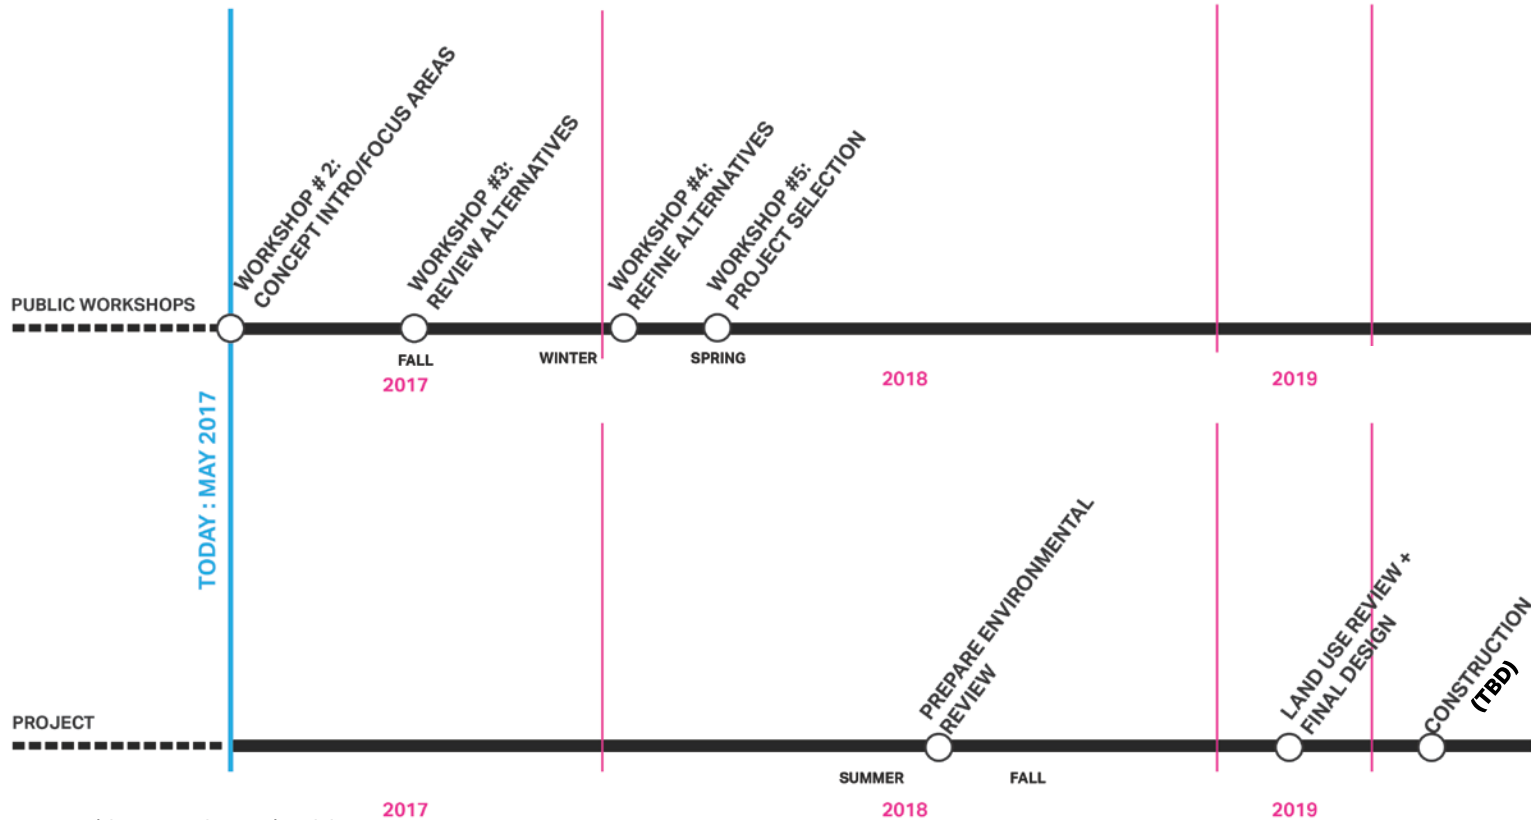 WORKSHOP # 2:
CONCEPT INTRO/FOCUS AREAS
WORKSHOP #3:
REVIEW ALTERNATIVES
WORKSHOP #4:
REFINE ALTERNATIVES
WORKSHOP #5:
PROJECT SELECTION
PUBLIC WORKSHOPS
FALL
WINTER
SPRING
2017
2018
2019
TODAY : MAY 2017
PREPARE ENVIRONMENTAL
REVIEW
LAND USE REVIEW +
FINAL DESIGN
CONSTRUCTION
(TBD)
PROJECT
SUMMER
FALL
2017
2018
2019